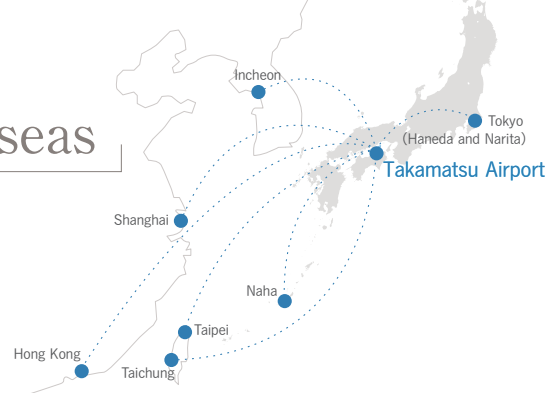 Incheon
Tokyo
(Haneda and Narita)
seas
Takamatsu Airport
Shanghai
Naha
Taipei
Hong Kong
Taichung